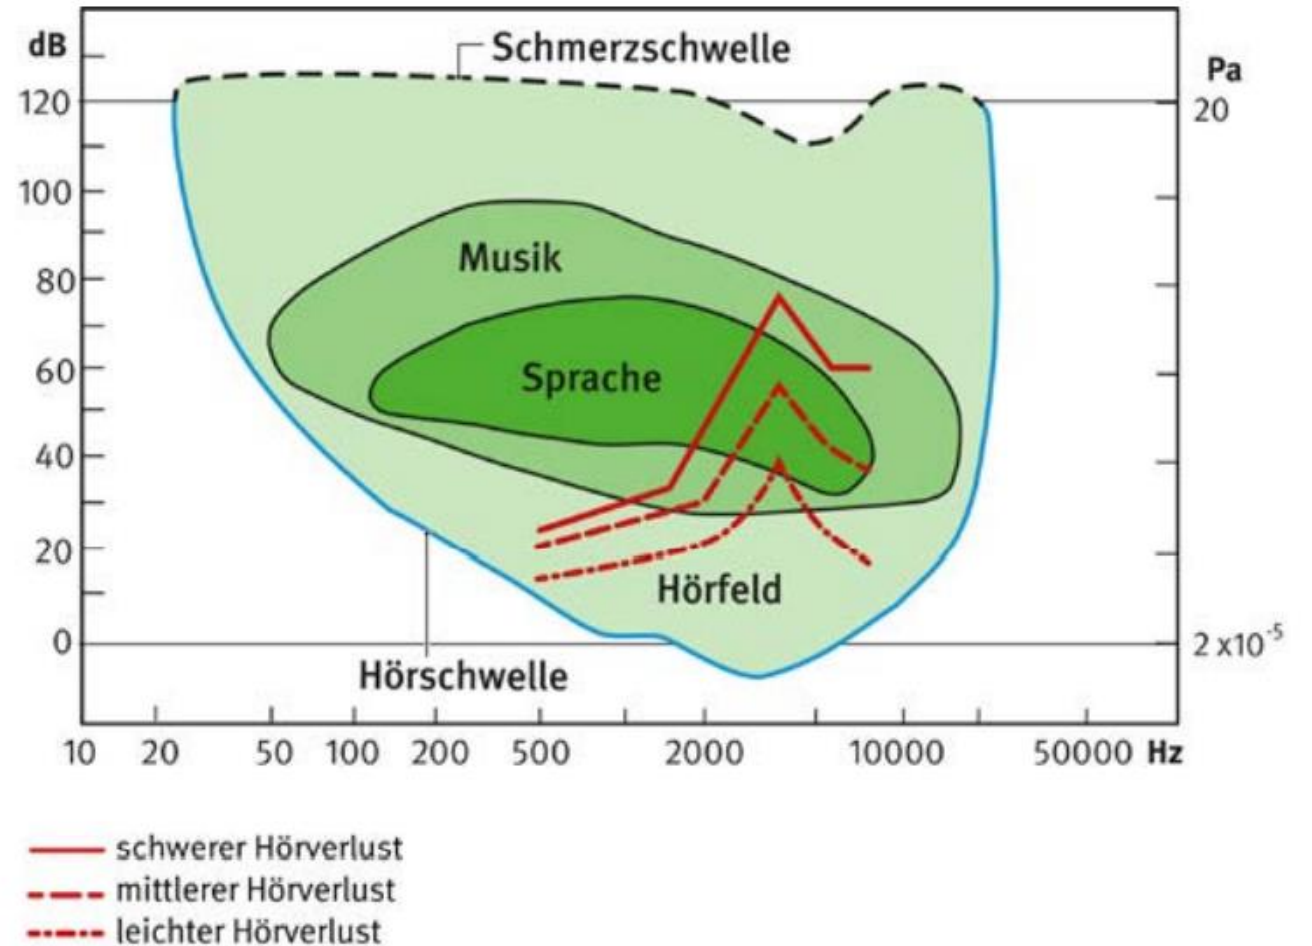 dB
Schmerzschwelle
Pa
120
20
100
Musik
80
60
Sprache
40
20
Hörfeld
0
2 x10⁻⁵
Hörschwelle
10 20 50 100 200 500 2000 10000 50000 Hz
schwerer Hörverlust
mittlerer Hörverlust
leichter Hörverlust